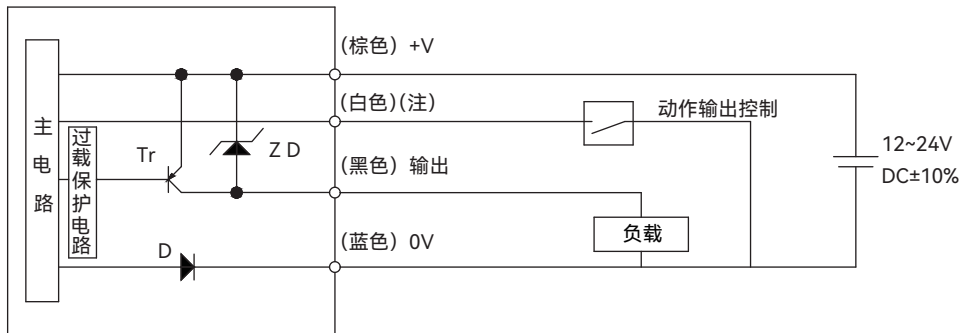 (棕色) +V
(白色)(注)
动作输出控制
主电路
过载保护电路
Tr
Z D
(黑色) 输出
12~24V
DC±10%
负载
D
(蓝色) 0V